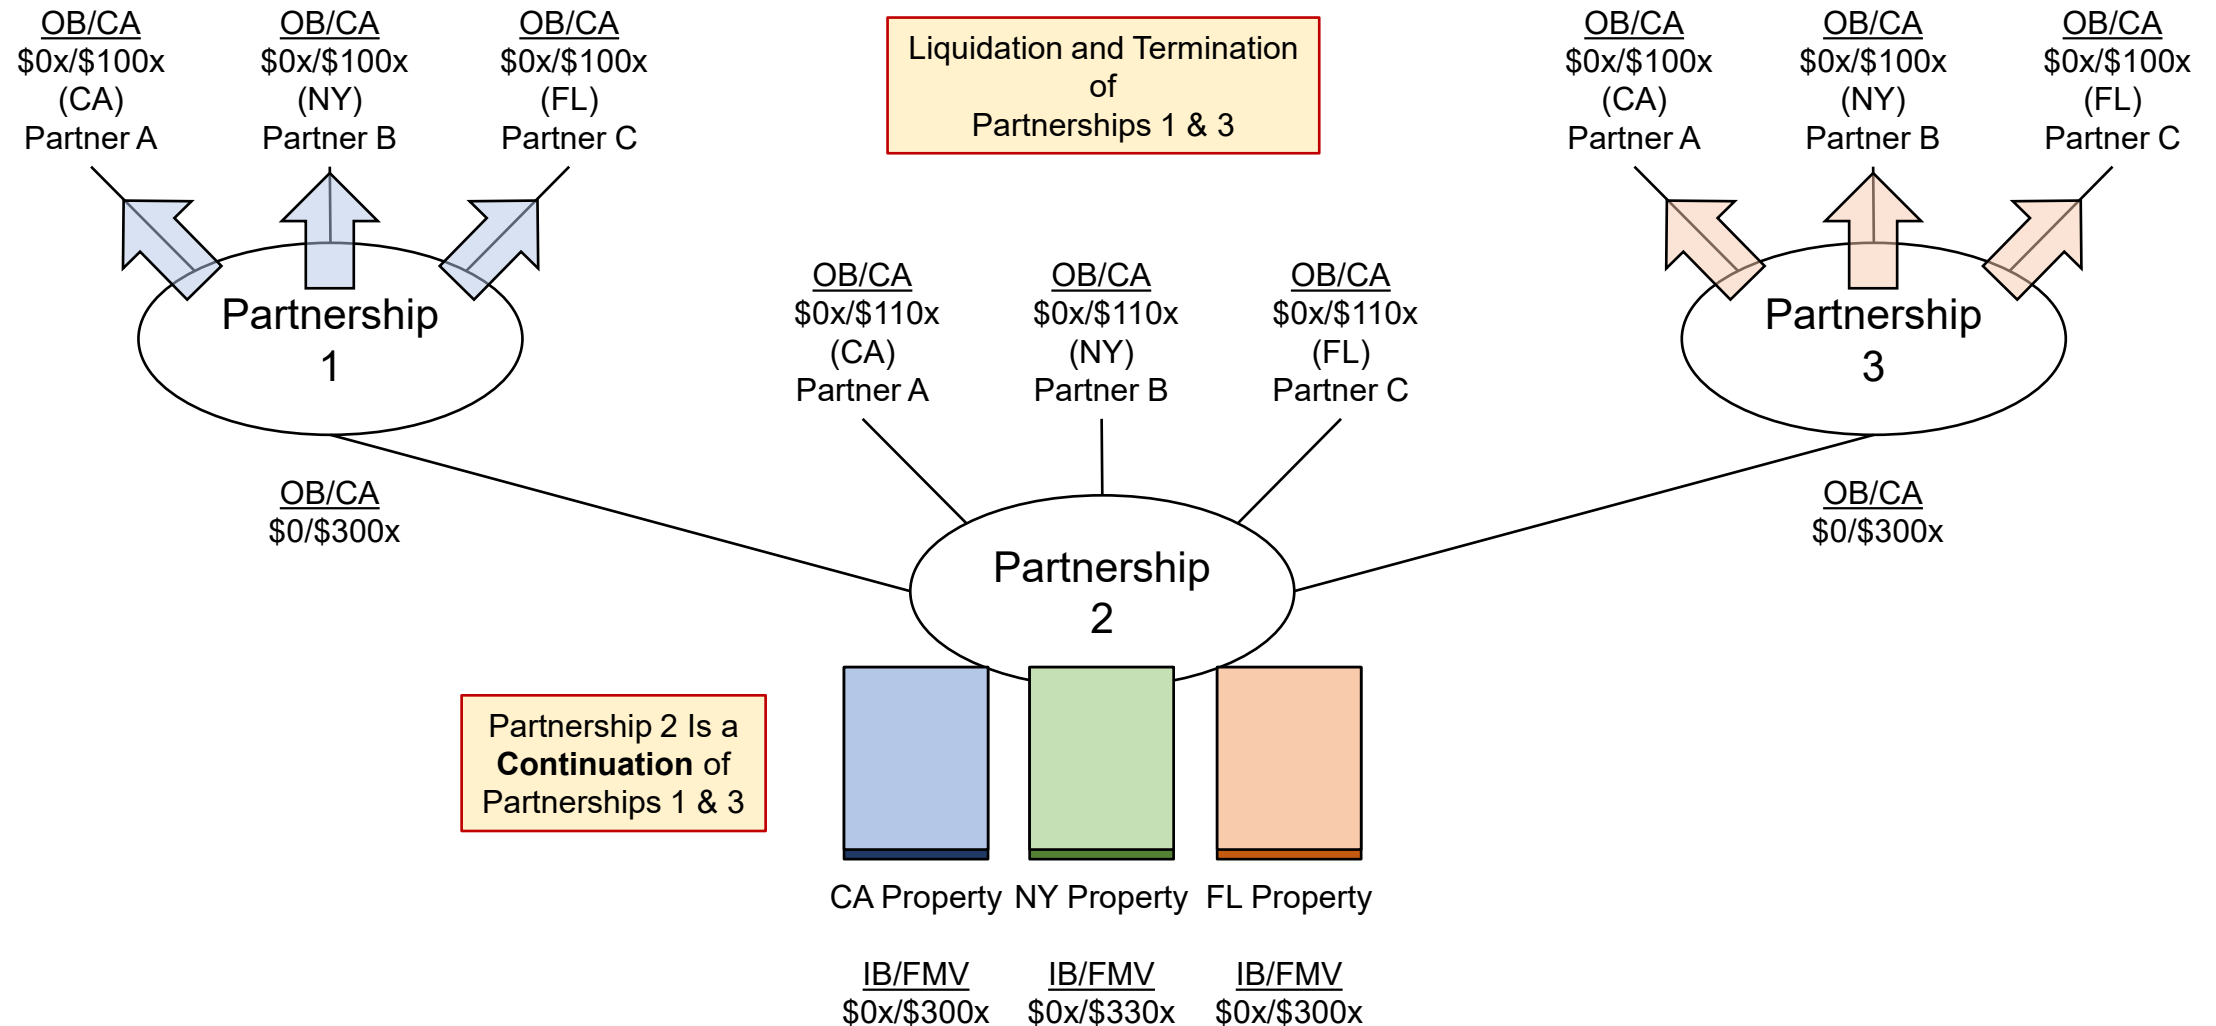 OB/CA
$0x/$100x
(CA)
Partner A
OB/CA
$0x/$100x
(NY)
Partner B
OB/CA
$0x/$100x
(FL)
Partner C
Liquidation and Termination
of
Partnerships 1 & 3
OB/CA
$0x/$100x
(CA)
Partner A
OB/CA
$0x/$100x
(NY)
Partner B
OB/CA
$0x/$100x
(FL)
Partner C
Partnership
1
OB/CA
$0x/$110x
(CA)
Partner A
OB/CA
$0x/$110x
(NY)
Partner B
OB/CA
$0x/$110x
(FL)
Partner C
Partnership
3
OB/CA
$0/$300x
Partnership
2
OB/CA
$0/$300x
Partnership 2 Is a
Continuation of
Partnerships 1 & 3
CA Property
NY Property
FL Property
IB/FMV
$0x/$300x
IB/FMV
$0x/$330x
IB/FMV
$0x/$300x